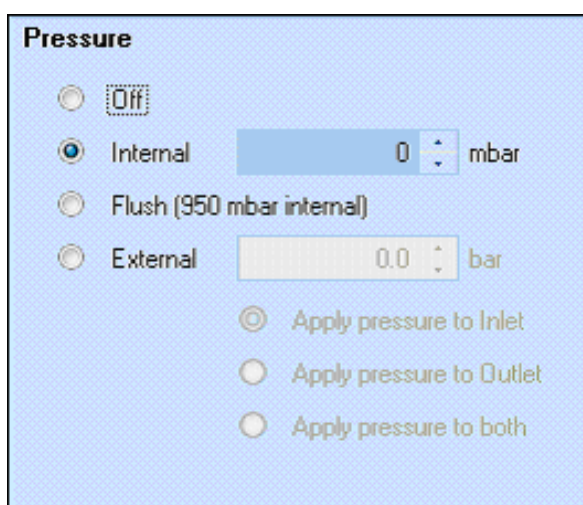 Pressure
Off
Internal 0 mbar
Flush (950 mbar internal)
External 0.0 bar
Apply pressure to Inlet
Apply pressure to Outlet
Apply pressure to both